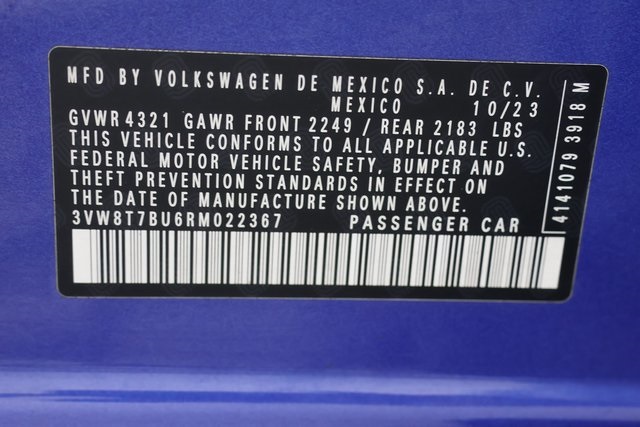 MFD BY VOLKSWAGEN DE MEXICO S.A. DE C.V.
MEXICO 10/23
GVWR 4321 GAWR FRONT 2249 / REAR 2183 LBS
THIS VEHICLE CONFORMS TO ALL APPLICABLE U.S.
FEDERAL MOTOR VEHICLE SAFETY, BUMPER AND
THEFT PREVENTION STANDARDS IN EFFECT ON
THE DATE OF MANUFACTURE SHOWN ABOVE.
3VW8T7BU6RM022367 PASSENGER CAR
4141079 3918 M